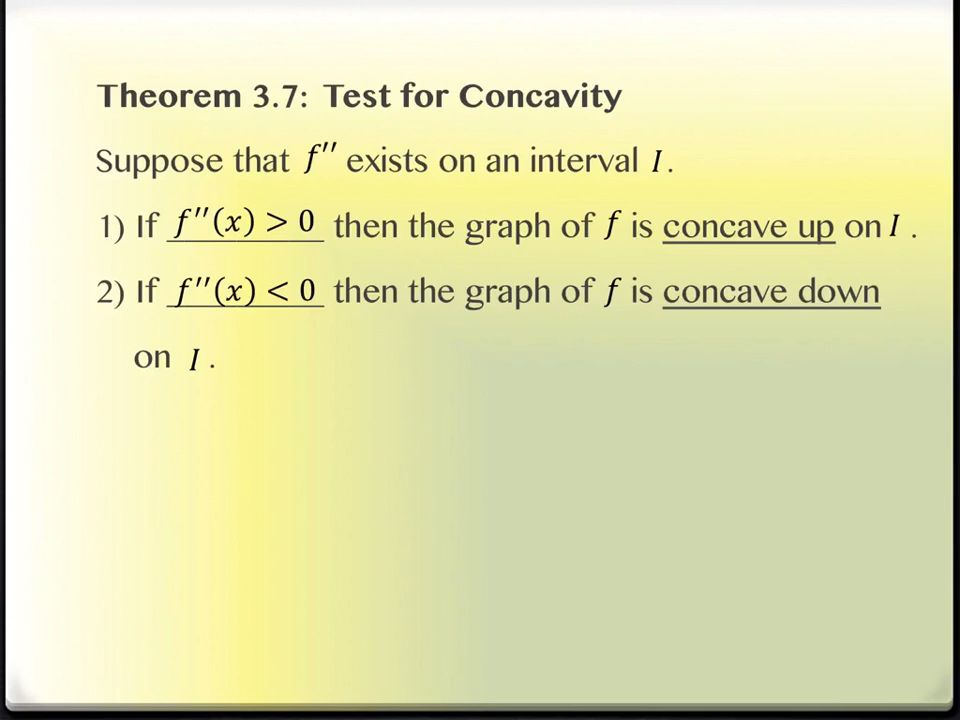 Theorem 3.7: Test for Concavity
Suppose that f′′ exists on an interval I.
1) If f′′(x) > 0 then the graph of f is concave up on I.
2) If f′′(x) < 0 then the graph of f is concave down
on I.